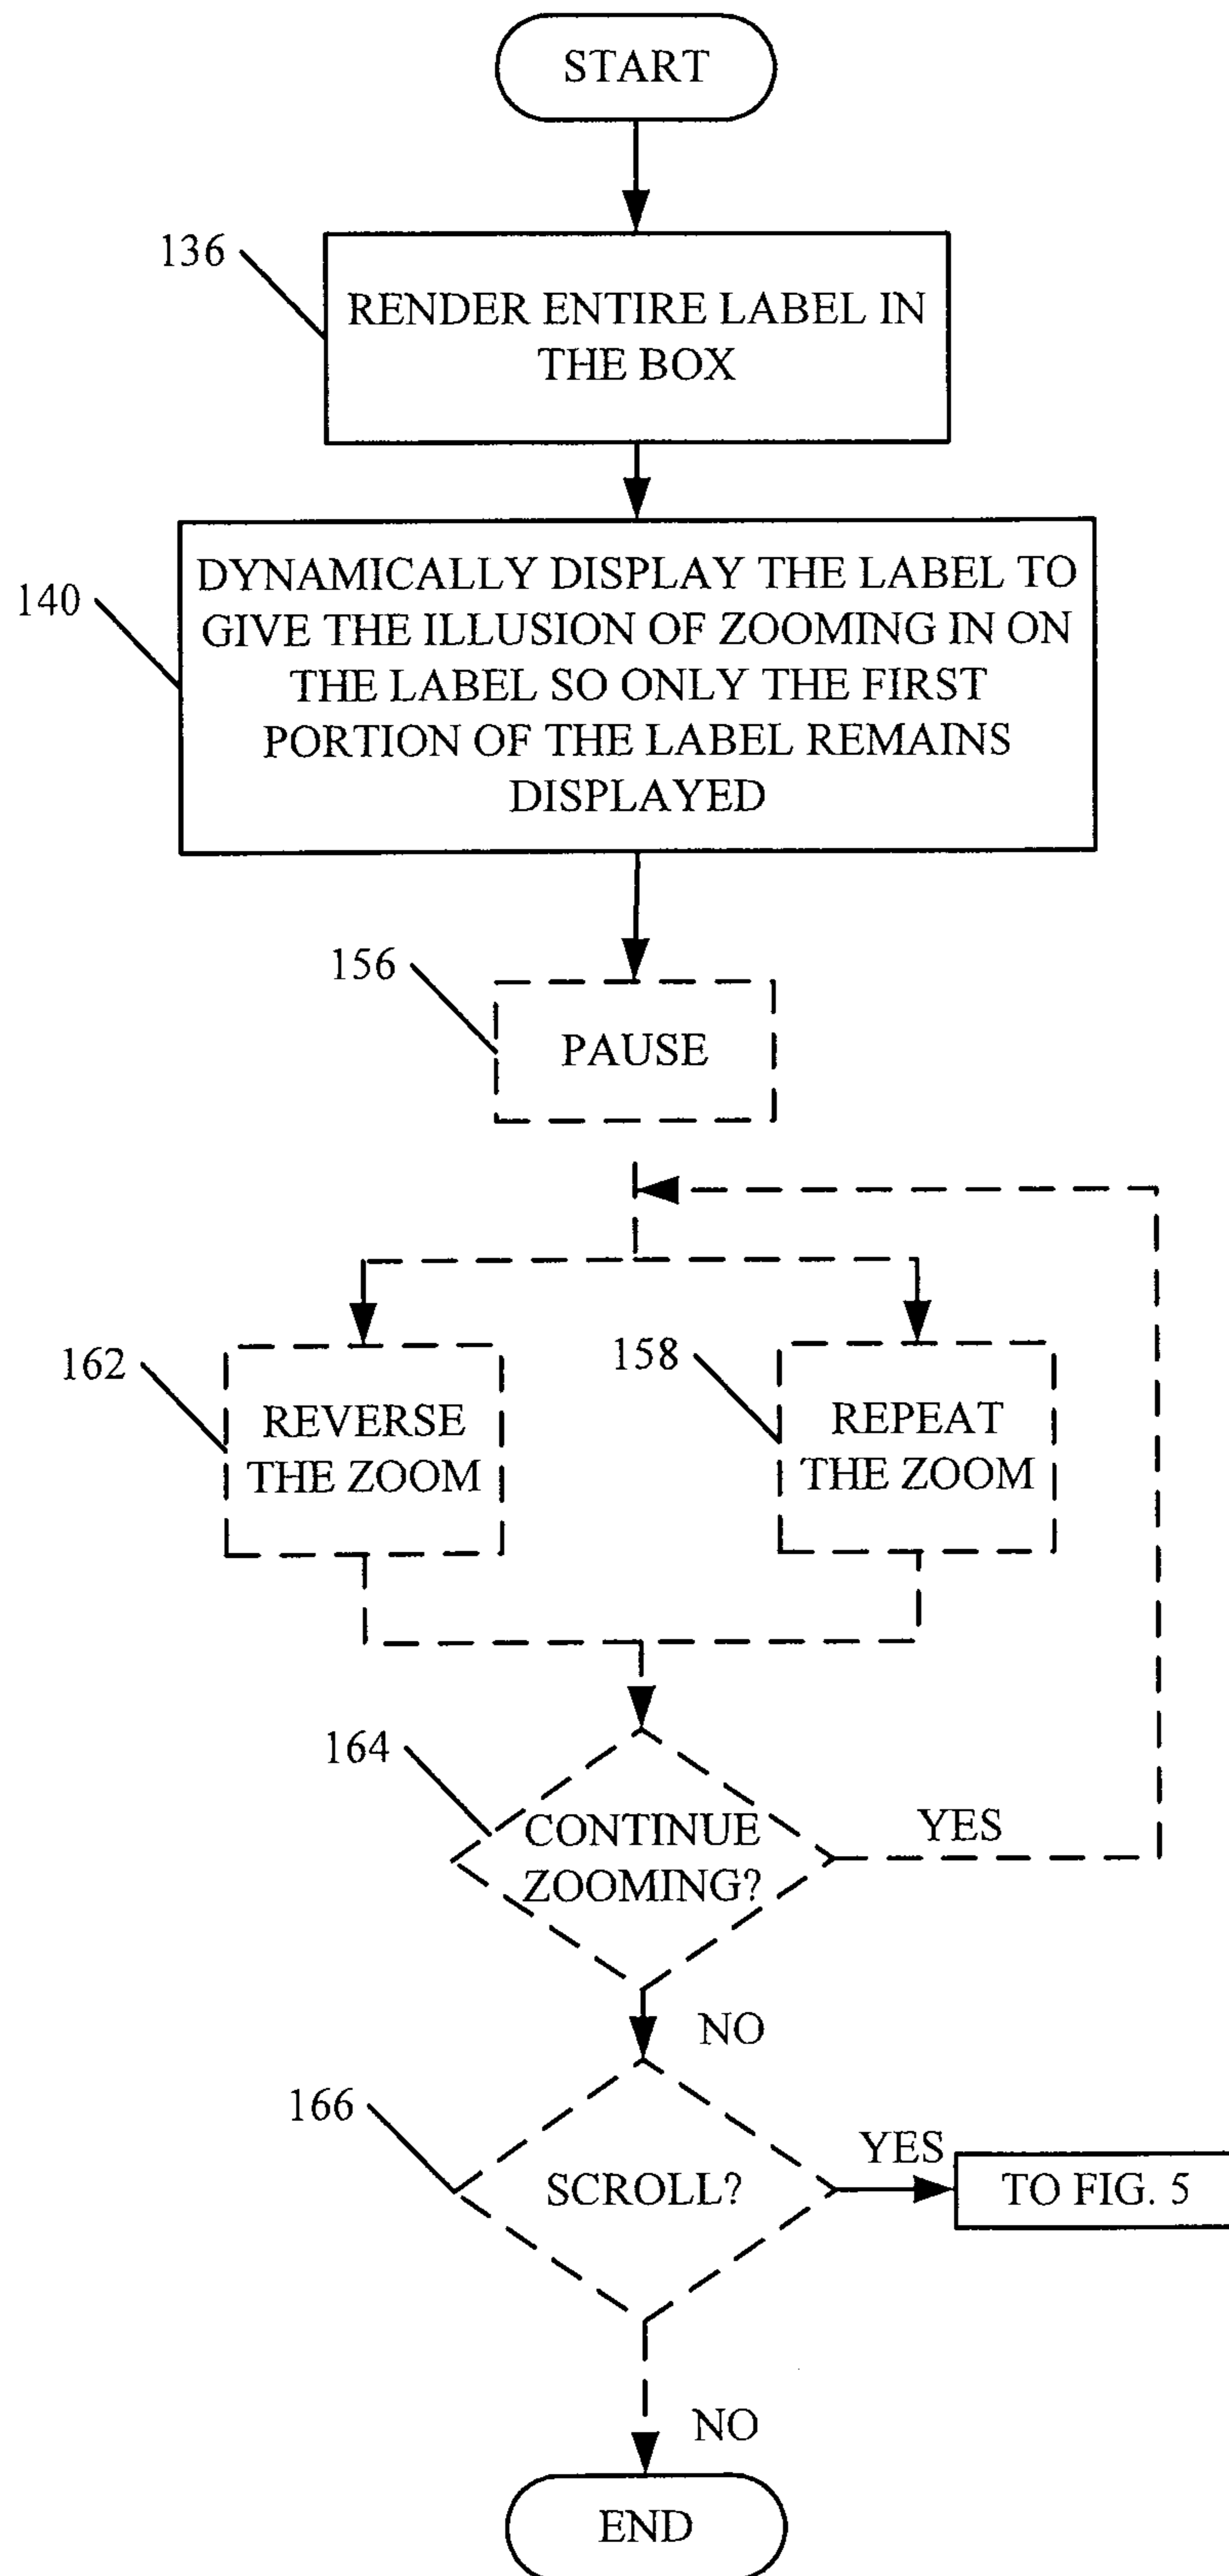 START
136
RENDER ENTIRE LABEL IN
THE BOX
140
DYNAMICALLY DISPLAY THE LABEL TO
GIVE THE ILLUSION OF ZOOMING IN ON
THE LABEL SO ONLY THE FIRST
PORTION OF THE LABEL REMAINS
DISPLAYED
156
PAUSE
162
REVERSE
THE ZOOM
158
REPEAT
THE ZOOM
164
CONTINUE
ZOOMING?
YES
NO
166
SCROLL?
YES
TO FIG. 5
NO
END